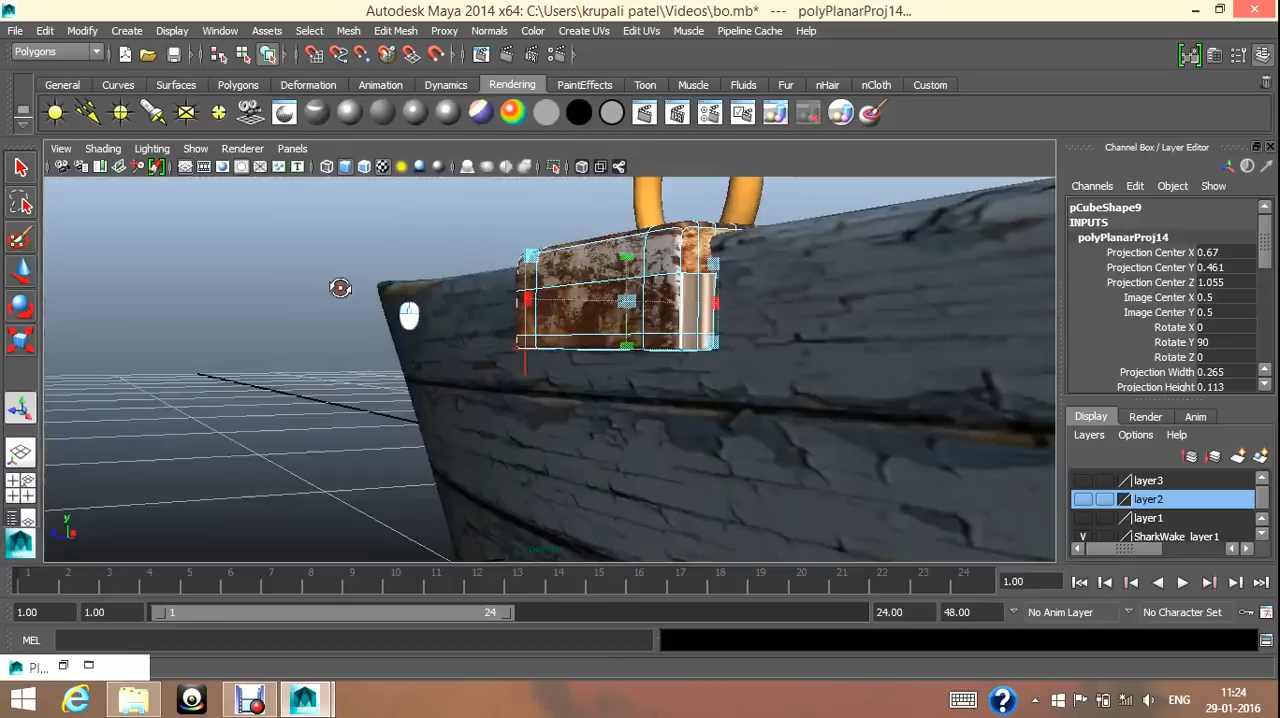 Autodesk Maya 2014 x64: C:\Users\krupali patel\Videos\bo.mb* --- polyPlanarProj14...
File Edit Modify Create Display Window Assets Select Mesh Edit Mesh Proxy Normals Color Create UVs Edit UVs Muscle Pipeline Cache Help
Polygons
General Curves Surfaces Polygons Deformation Animation Dynamics Rendering PaintEffects Toon Muscle Fluids Fur nHair nCloth Custom
View Shading Lighting Show Renderer Panels
Channel Box / Layer Editor
Channels Edit Object Show
pCubeShape9
INPUTS
polyPlanarProj14
Projection Center X 0.67
Projection Center Y 0.461
Projection Center Z 1.055
Image Center X 0.5
Image Center Y 0.5
Rotate X 0
Rotate Y 90
Rotate Z 0
Projection Width 0.265
Projection Height 0.113
Display Render Anim
Layers Options Help
layer3
layer2
layer1
V SharkWake_layer1
y
1 2 3 4 5 6 7 8 9 10 11 12 13 14 15 16 17 18 19 20 21 22 23 24
1.00
1.00 1.00 1 24 24.00 48.00 No Anim Layer No Character Set
MEL
Pl...
ENG
11:24
29-01-2016